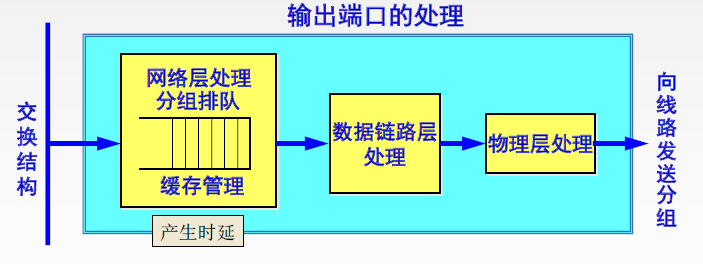 输出端口的处理
交换结构
网络层处理
分组排队
缓存管理
产生时延
数据链路层
处理
物理层处理
向线路发送分组